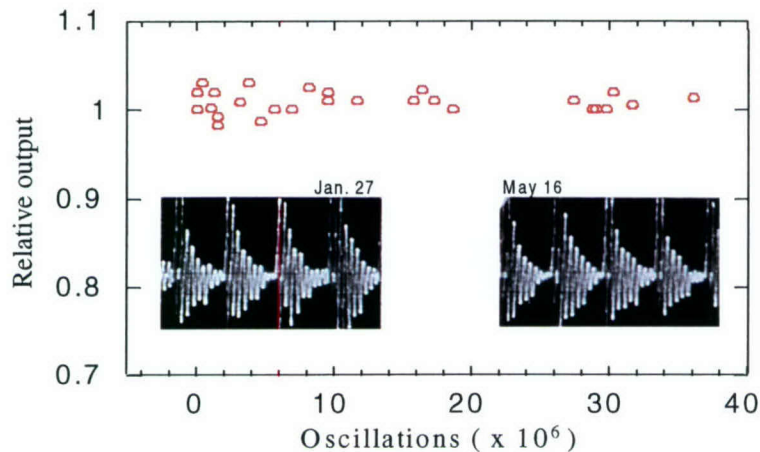 1.1
1
0.9
0.8
0.7
Relative output
Jan. 27
May 16
0 10 20 30 40
Oscillations ( x 10⁶)